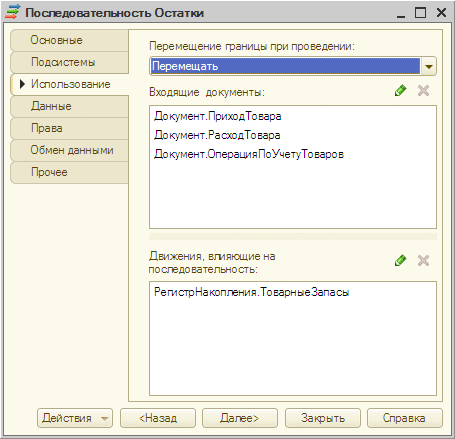 Последовательность Остатки
Основные
Подсистемы
Использование
Данные
Права
Обмен данными
Прочее
Перемещение границы при проведении:
Перемещать
Входящие документы:
Документ.ПриходТовара
Документ.РасходТовара
Документ.ОперацияПоУчетуТоваров
Движения, влияющие на
последовательность:
РегистрНакопления.ТоварныеЗапасы
Действия
<Назад
Далее>
Закрыть
Справка